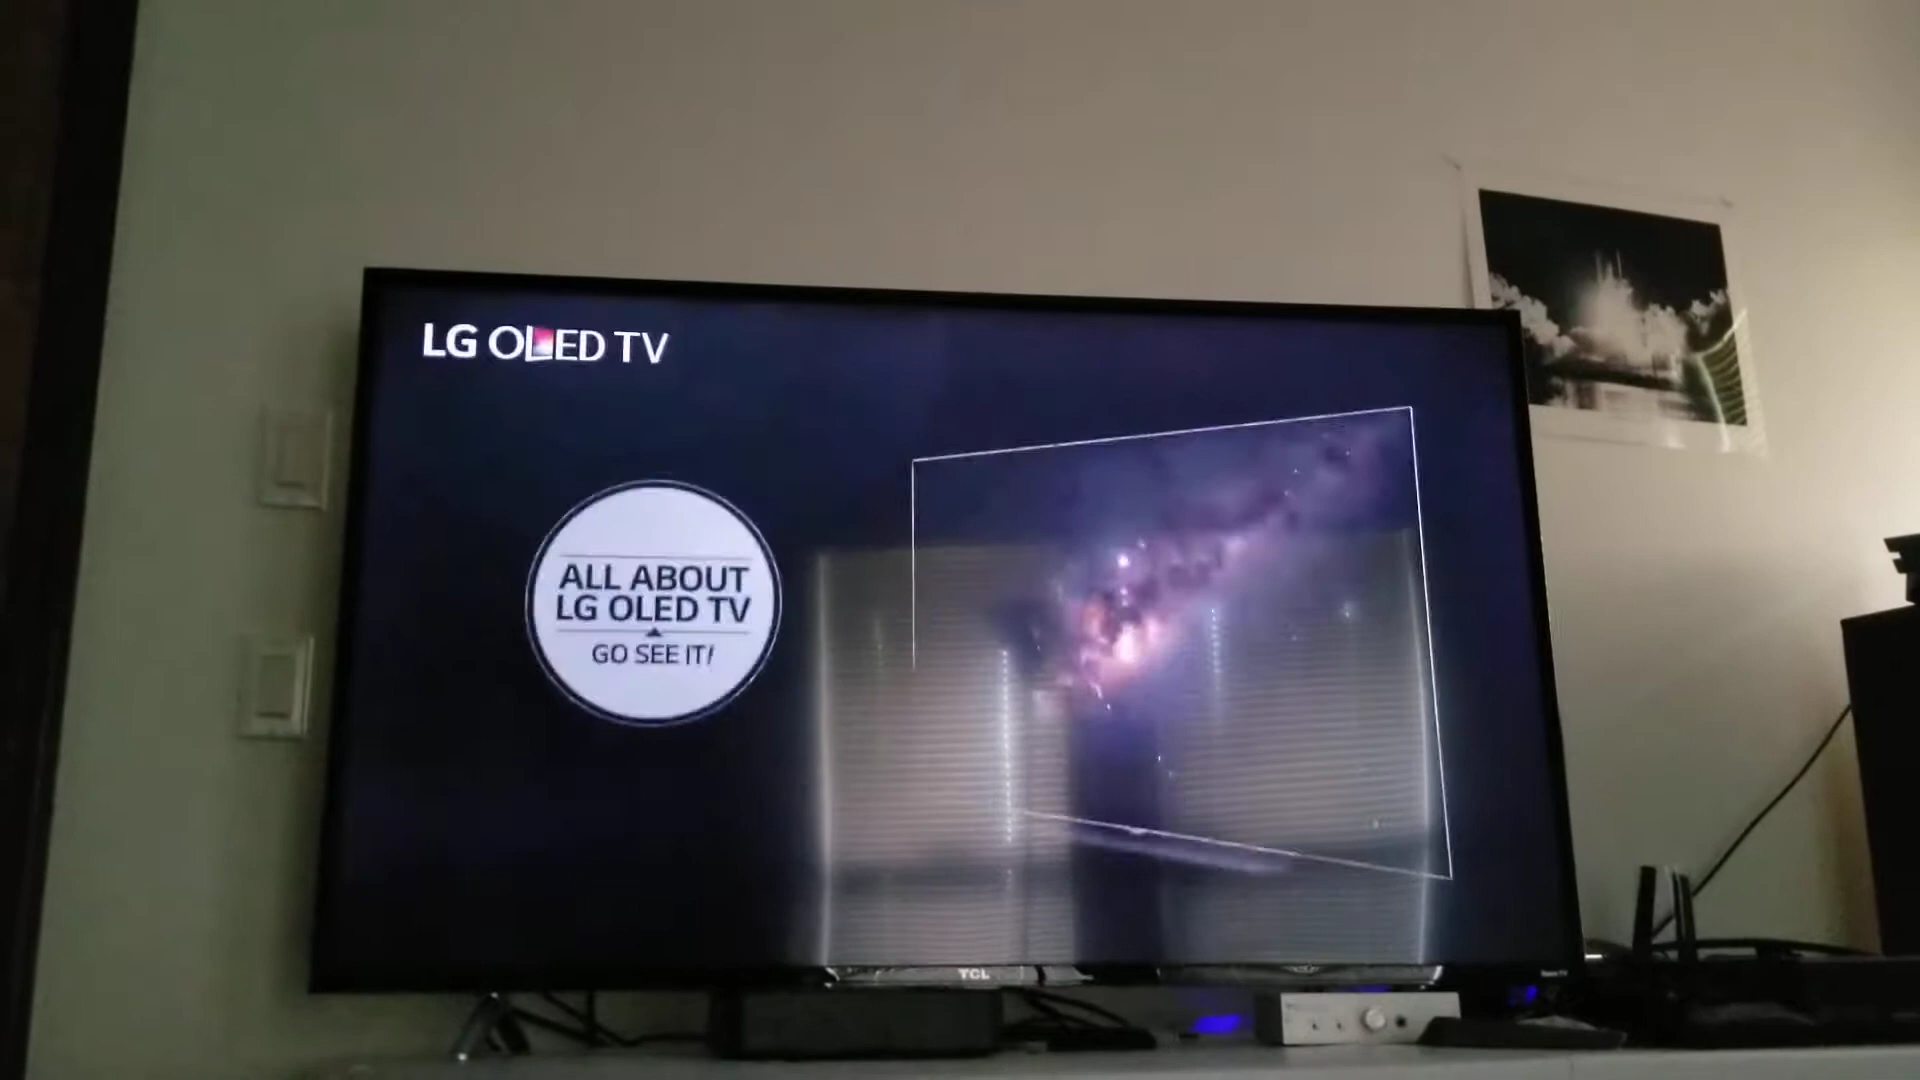 LG OLED TV
ALL ABOUT
LG OLED TV
GO SEE IT!
TCL